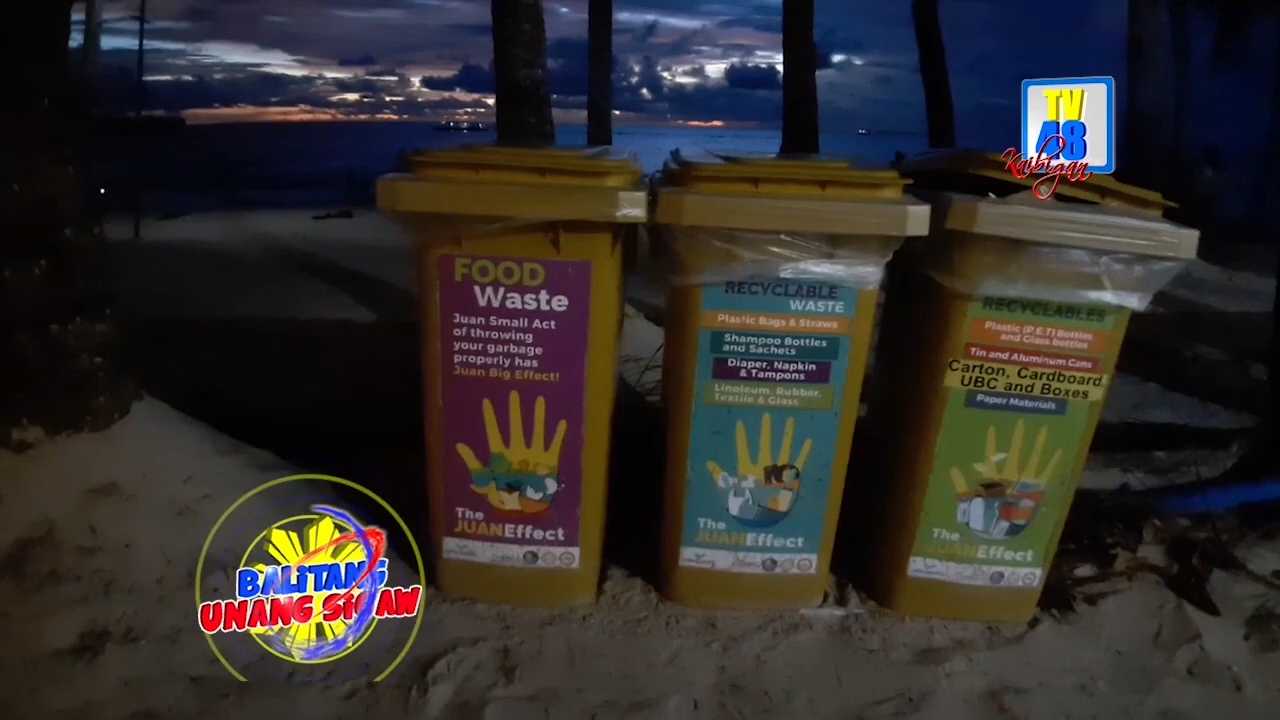 TV
48
Kaibigan
FOOD
Waste
Juan Small Act
of throwing
your garbage
properly has
Juan Big Effect!
The
JUANEffect
RECYCLABLE
WASTE
Plastic Bags & Straws
Shampoo Bottles
and Sachets
Diaper, Napkin
& Tampons
Linoleum, Rubber,
Textile & Glass
The
JUANEffect
RECYCLABLES
Plastic (P.E.T) Bottles
and Glass bottles
Tin and Aluminum Cans
Carton, Cardboard,
UBC and Boxes
Paper Materials
The
JUANEffect
BALITANG
UNANG SIGAW